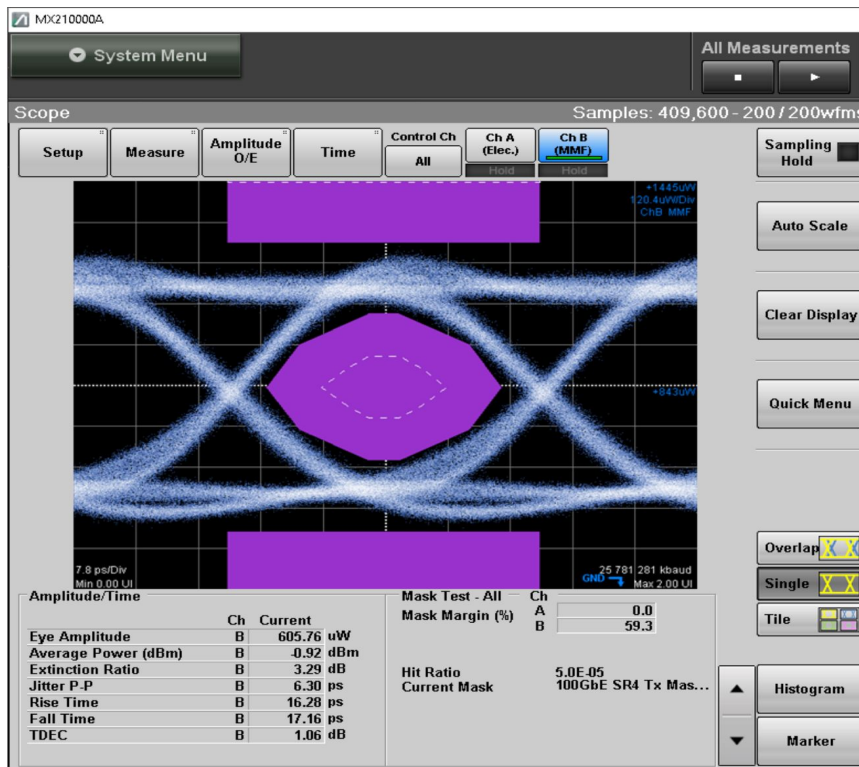 MX210000A
System Menu
All Measurements
Scope
Samples: 409,600 - 200 / 200wfms
Setup
Measure
Amplitude
O/E
Time
Control Ch
All
Ch A
(Elec.)
Hold
Ch B
(MMF)
Hold
Sampling
Hold
+1445uW
120.4uW/Div
ChB MMF
Auto Scale
Clear Display
+843uW
Quick Menu
7.8 ps/Div
Min 0.00 UI
25 781 281 kbaud
GND
Max 2.00 UI
Overlap
Single
Tile
Amplitude/Time
Ch Current
Eye Amplitude B 605.76 uW
Average Power (dBm) B -0.92 dBm
Extinction Ratio B 3.29 dB
Jitter P-P B 6.30 ps
Rise Time B 16.28 ps
Fall Time B 17.16 ps
TDEC B 1.06 dB
Mask Test - All Ch
Mask Margin (%) A 0.0
B 59.3
Hit Ratio 5.0E-05
Current Mask 100GbE SR4 Tx Mas...
Histogram
Marker